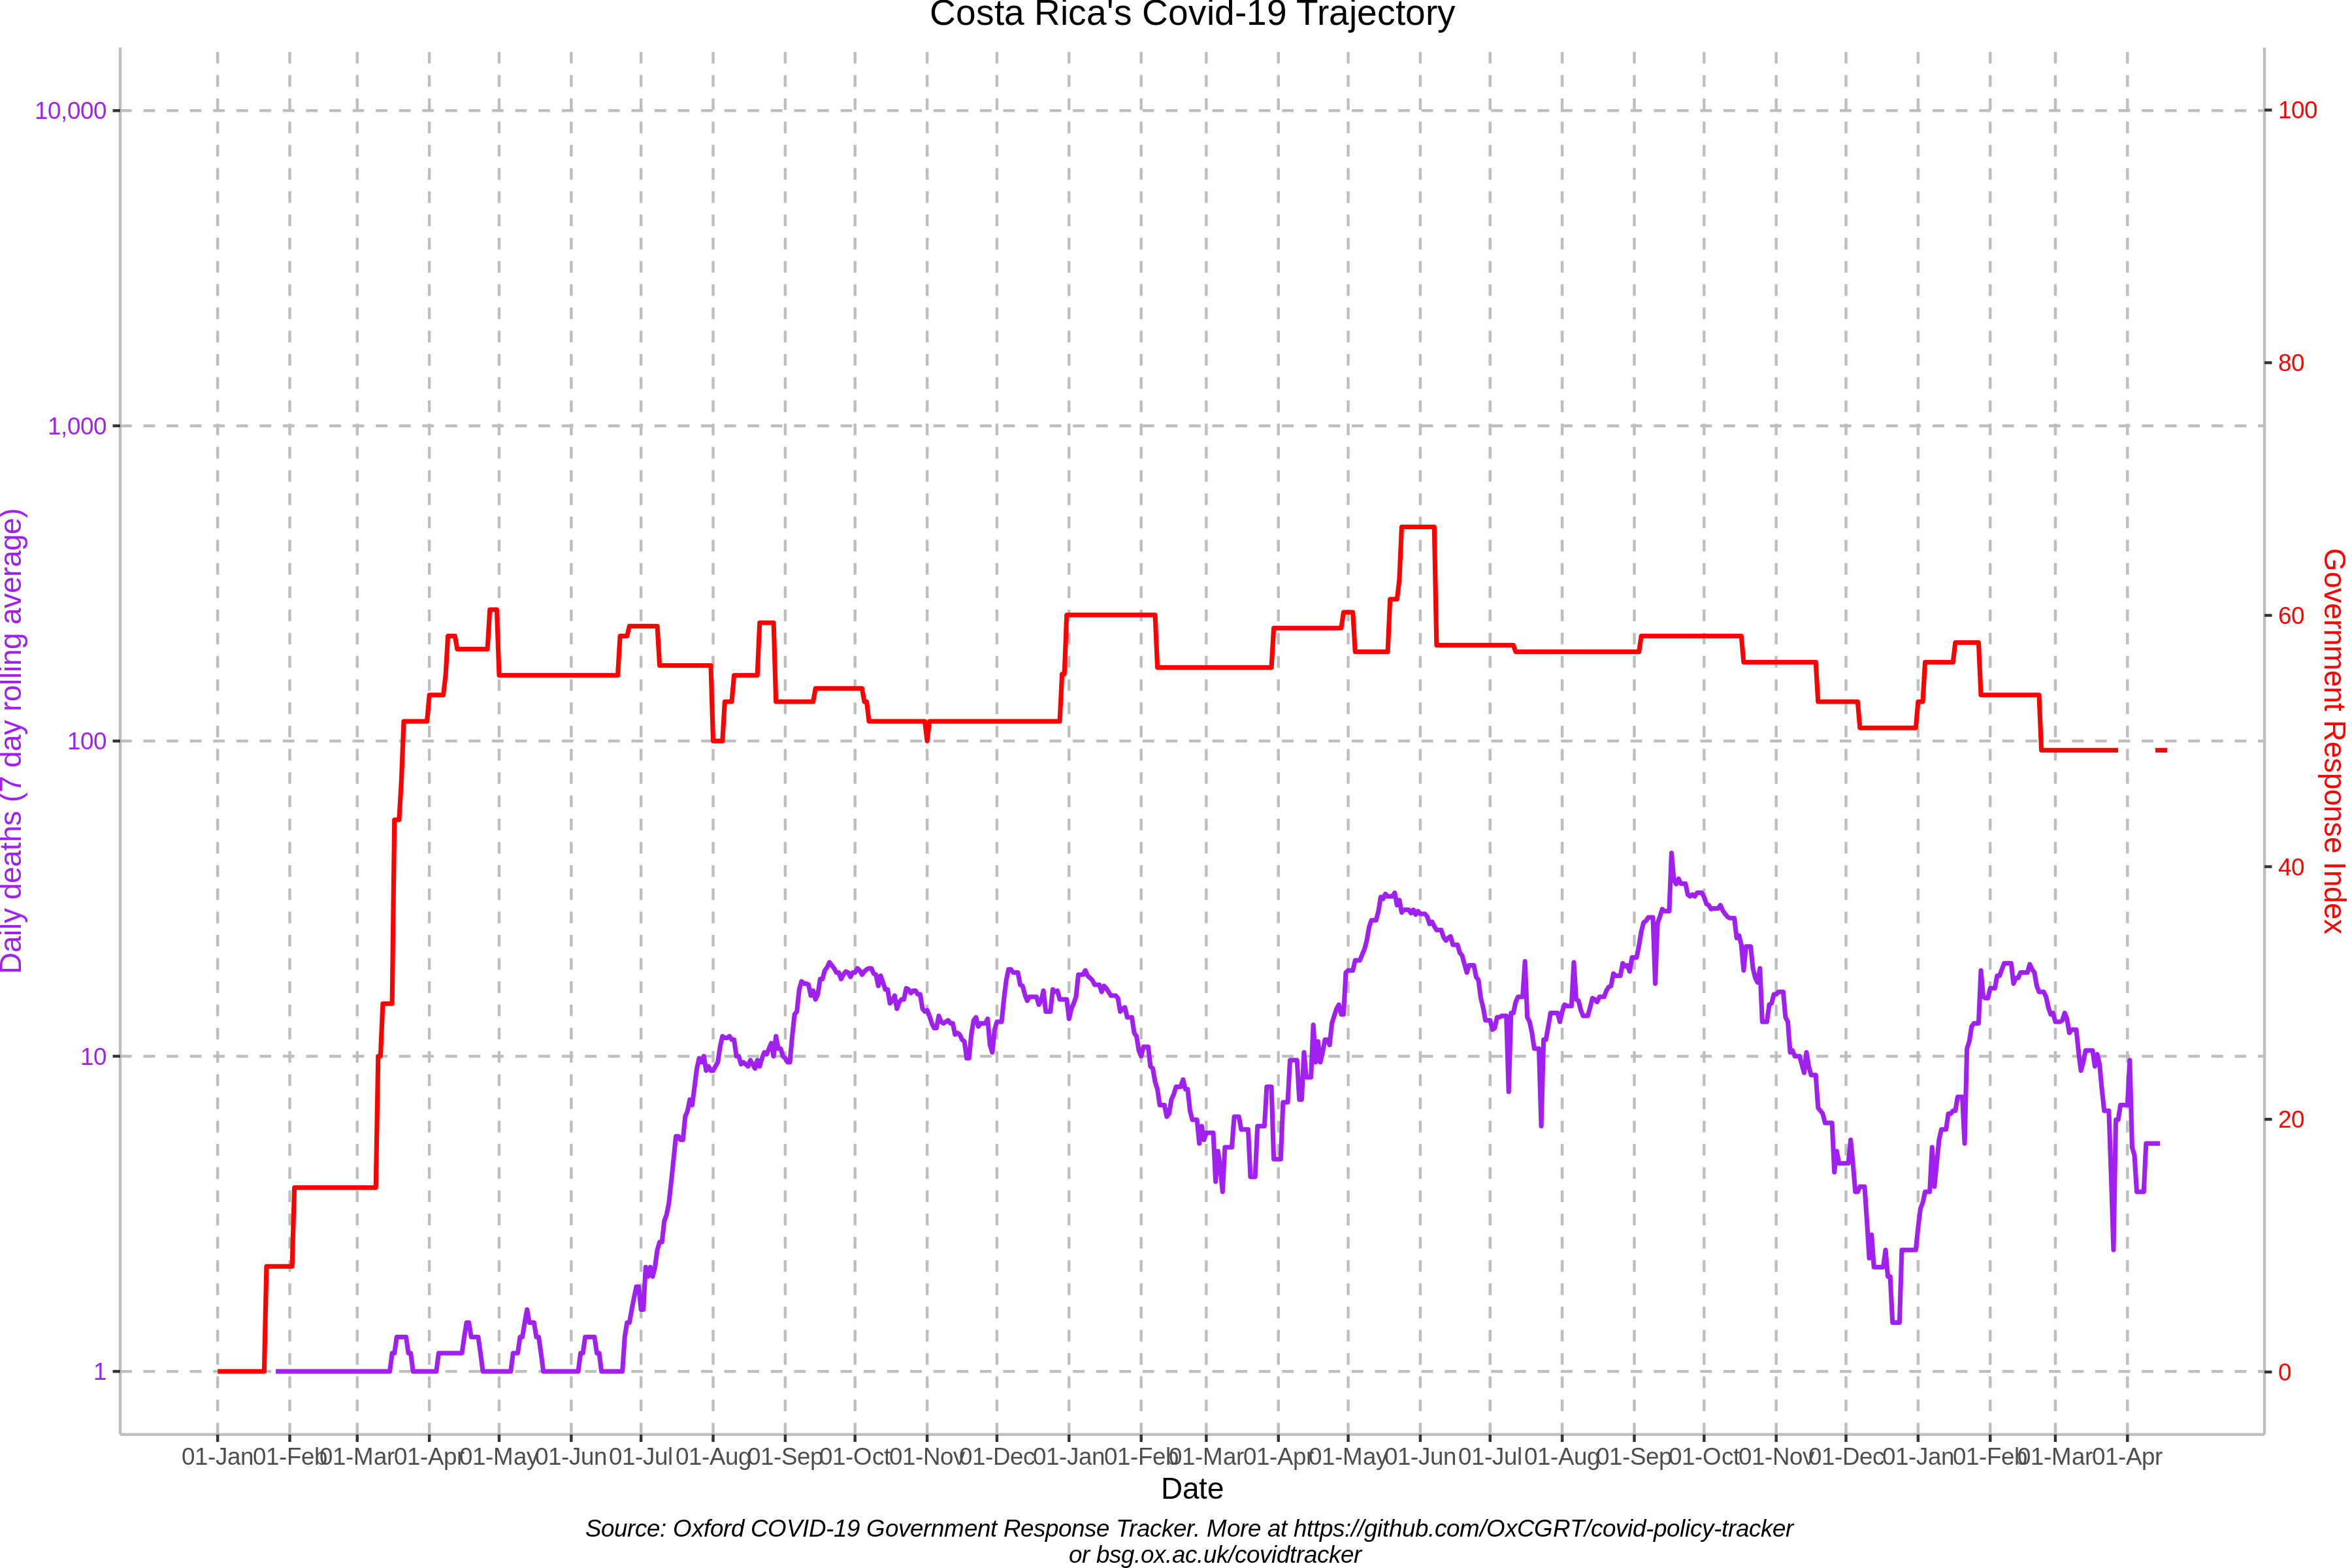 Costa Rica's Covid-19 Trajectory
10,000
1,000
100
10
1
Daily deaths (7 day rolling average)
100
80
60
40
20
0
Government Response Index
01-Jan 01-Feb 01-Mar 01-Apr 01-May 01-Jun 01-Jul 01-Aug 01-Sep 01-Oct 01-Nov 01-Dec 01-Jan 01-Feb 01-Mar 01-Apr 01-May 01-Jun 01-Jul 01-Aug 01-Sep 01-Oct 01-Nov 01-Dec 01-Jan 01-Feb 01-Mar 01-Apr
Date
Source: Oxford COVID-19 Government Response Tracker. More at https://github.com/OxCGRT/covid-policy-tracker
or bsg.ox.ac.uk/covidtracker